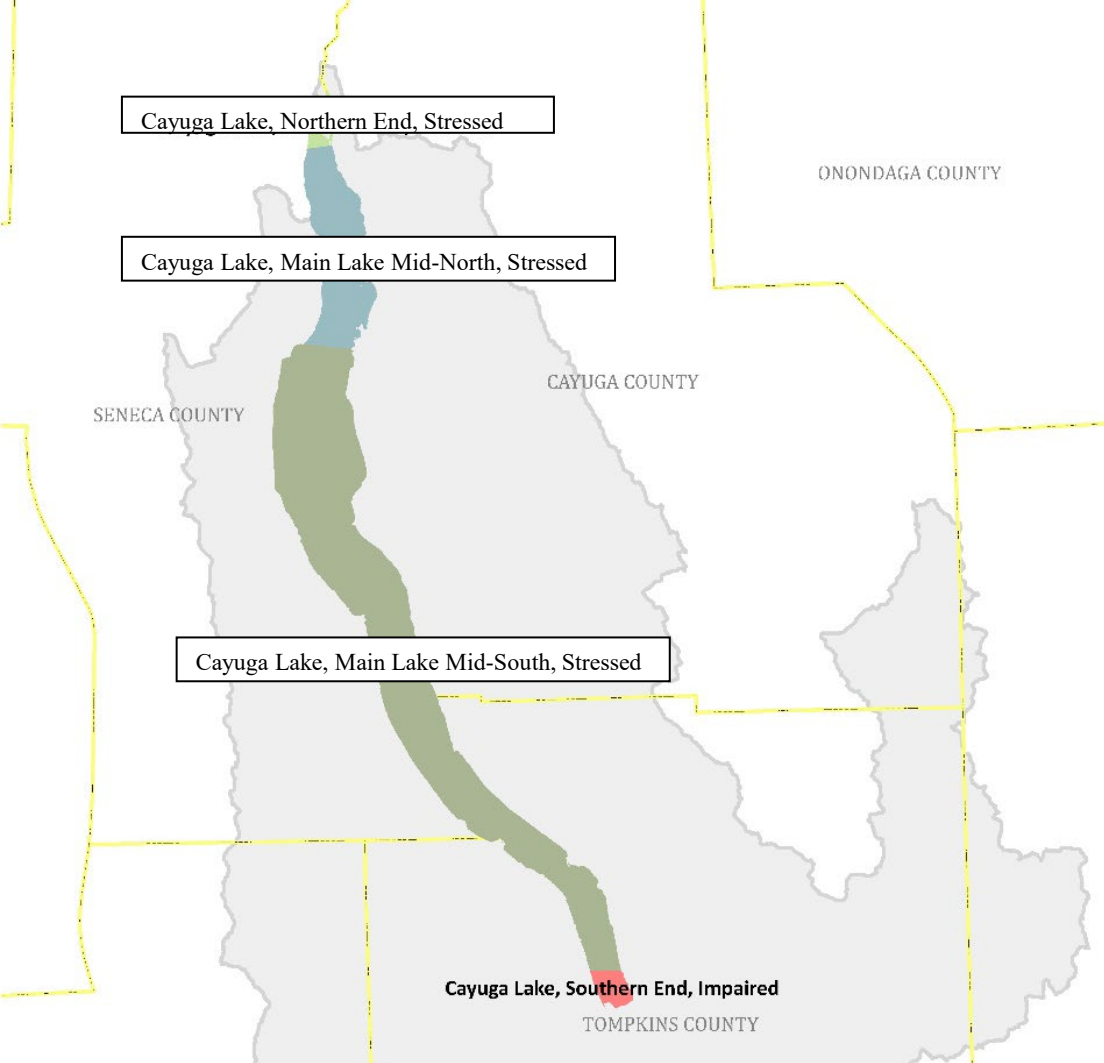 Cayuga Lake, Northern End, Stressed
ONONDAGA COUNTY
Cayuga Lake, Main Lake Mid-North, Stressed
CAYUGA COUNTY
SENECA COUNTY
Cayuga Lake, Main Lake Mid-South, Stressed
Cayuga Lake, Southern End, Impaired
TOMPKINS COUNTY